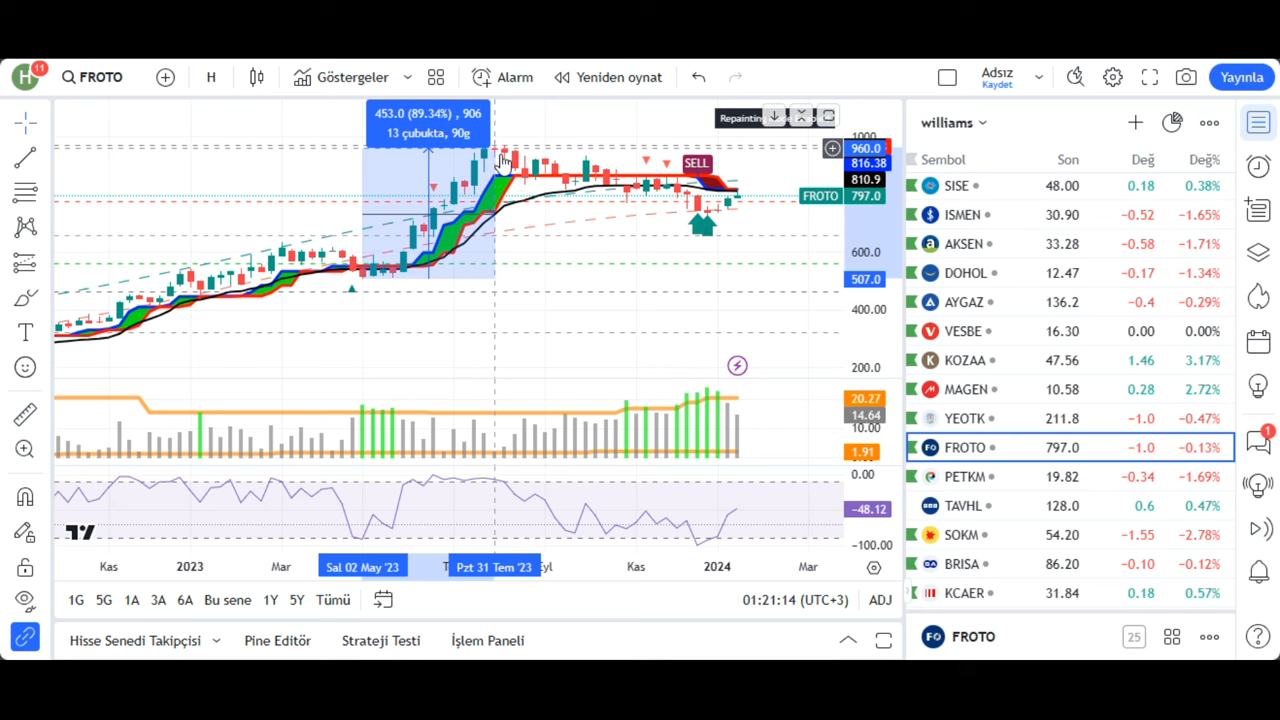 H 11 FROTO H Göstergeler Alarm Yeniden oynat Adsız Kaydet Yayınla
453.0 (89.34%) , 906
13 çubukta, 90g
SELL
FROTO
1000
960.0
816.38
810.9
797.0
600.0
507.0
400.00
200.0
20.27
14.64
10.00
1.91
0.00
−48.12
−100.00
Kas 2023 Mar Sal 02 May '23 Pzt 31 Tem '23 Eyl Kas 2024 Mar
1G 5G 1A 3A 6A Bu sene 1Y 5Y Tümü 01:21:14 (UTC+3) ADJ
Hisse Senedi Takipçisi Pine Editör Strateji Testi İşlem Paneli
williams
Sembol Son Değ Değ%
SISE 48.00 0.18 0.38%
ISMEN 30.90 −0.52 −1.65%
AKSEN 33.28 −0.58 −1.71%
DOHOL 12.47 −0.17 −1.34%
AYGAZ 136.2 −0.4 −0.29%
VESBE 16.30 0.00 0.00%
KOZAA 47.56 1.46 3.17%
MAGEN 10.58 0.28 2.72%
YEOTK 211.8 −1.0 −0.47%
FROTO 797.0 −1.0 −0.13%
PETKM 19.82 −0.34 −1.69%
TAVHL 128.0 0.6 0.47%
SOKM 54.20 −1.55 −2.78%
BRISA 86.20 −0.10 −0.12%
KCAER 31.84 0.18 0.57%
FROTO 25
1